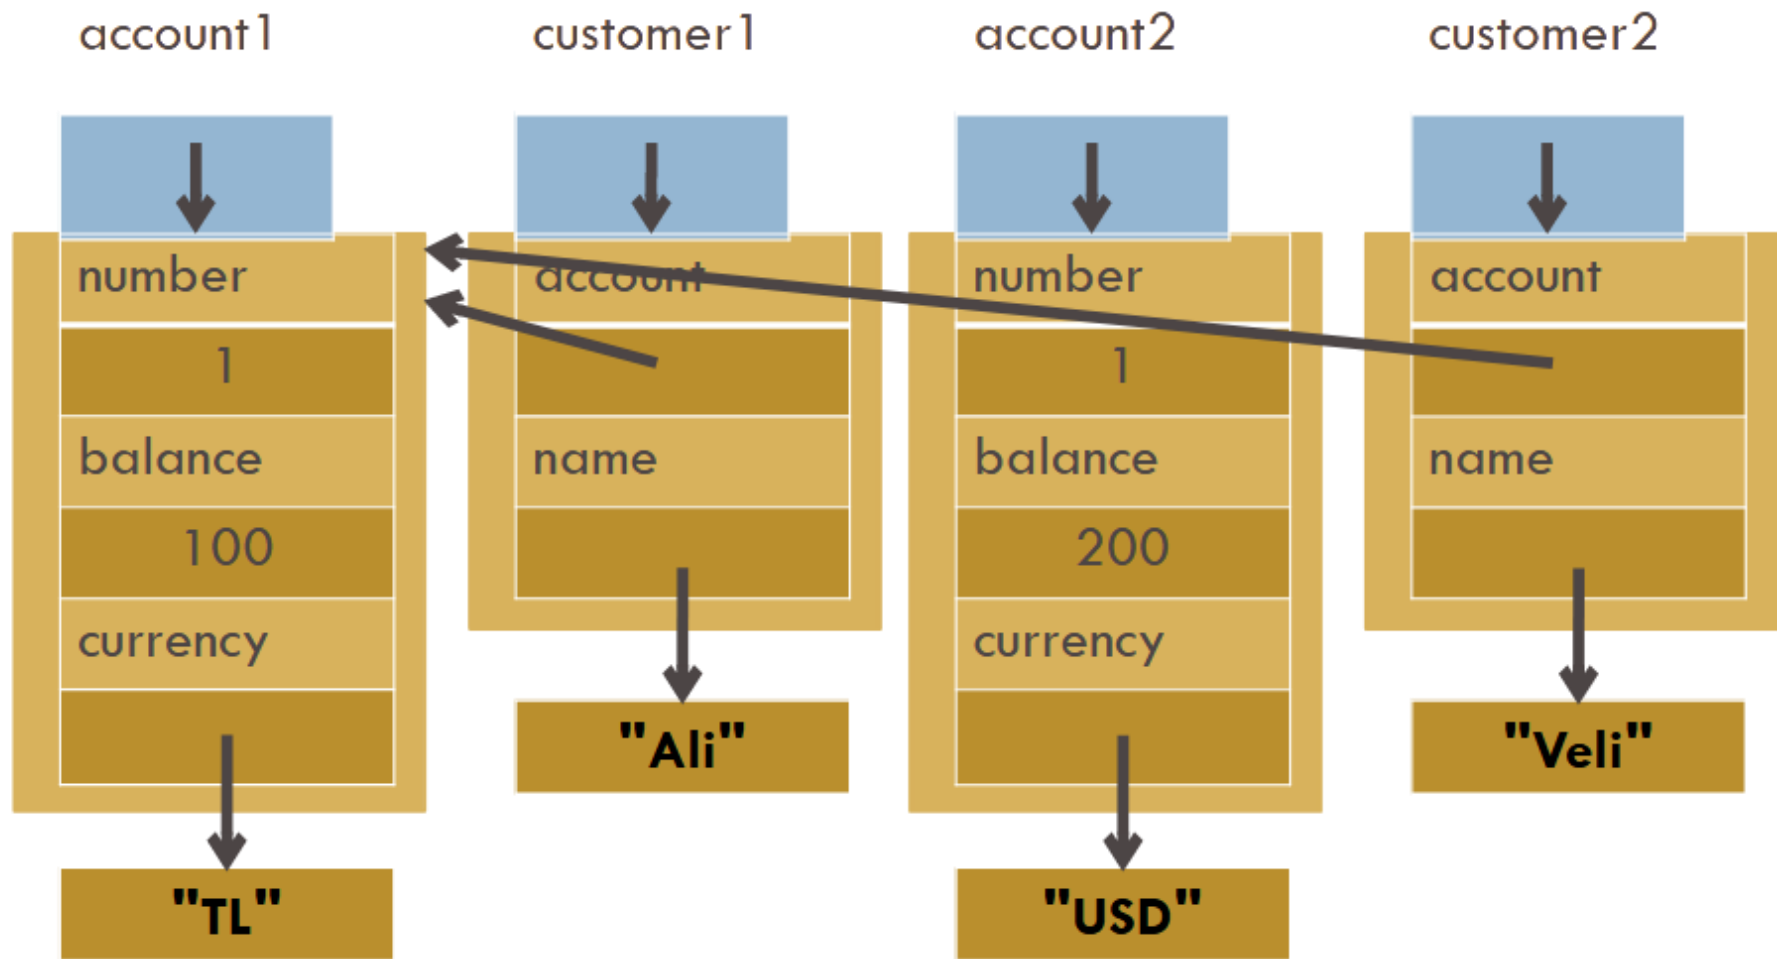 account1
customer1
account2
customer2
number
account
number
account
1
1
balance
name
balance
name
100
200
currency
currency
"Ali"
"Veli"
"TL"
"USD"